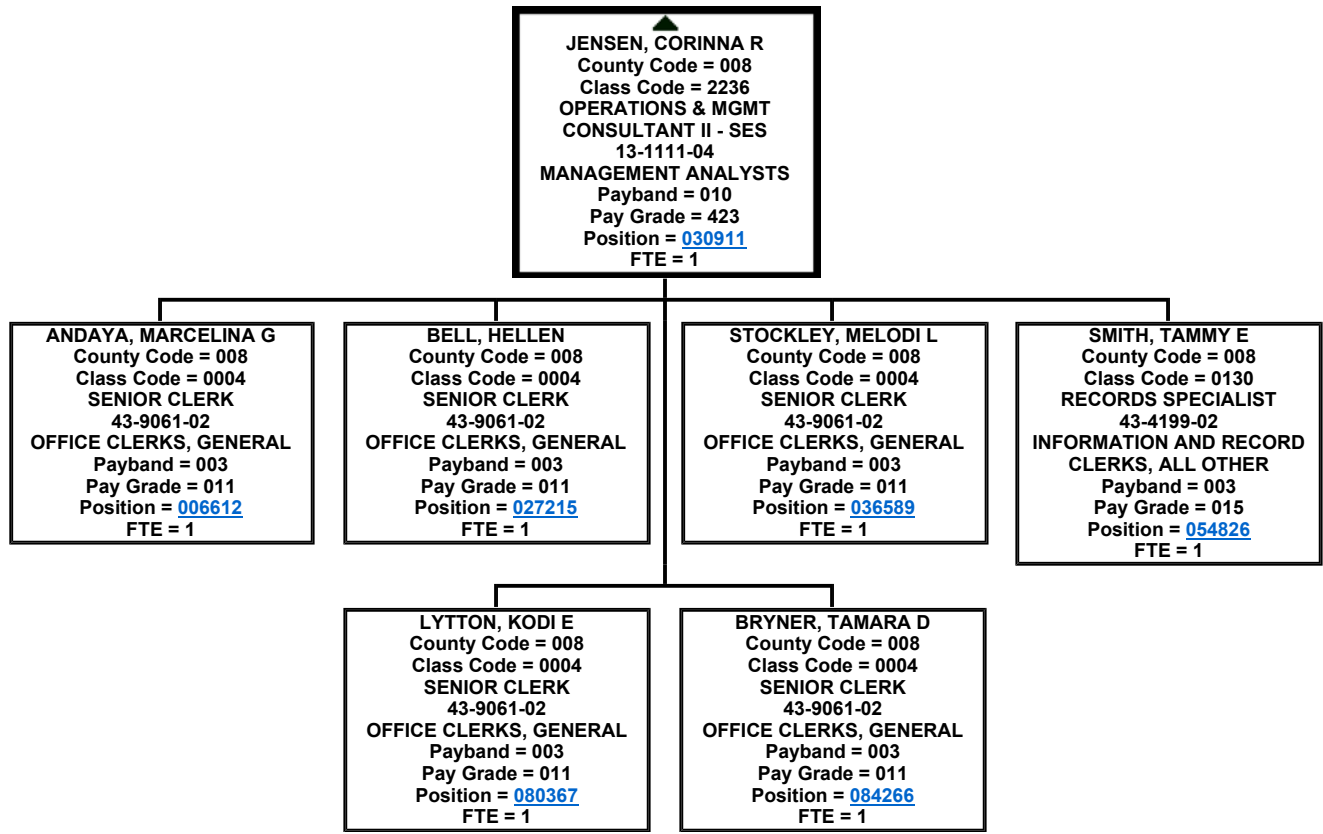 JENSEN, CORINNA R
County Code = 008
Class Code = 2236
OPERATIONS & MGMT
CONSULTANT II - SES
13-1111-04
MANAGEMENT ANALYSTS
Payband = 010
Pay Grade = 423
Position = 030911
FTE = 1
ANDAYA, MARCELINA G
County Code = 008
Class Code = 0004
SENIOR CLERK
43-9061-02
OFFICE CLERKS, GENERAL
Payband = 003
Pay Grade = 011
Position = 006612
FTE = 1
BELL, HELLEN
County Code = 008
Class Code = 0004
SENIOR CLERK
43-9061-02
OFFICE CLERKS, GENERAL
Payband = 003
Pay Grade = 011
Position = 027215
FTE = 1
STOCKLEY, MELODI L
County Code = 008
Class Code = 0004
SENIOR CLERK
43-9061-02
OFFICE CLERKS, GENERAL
Payband = 003
Pay Grade = 011
Position = 036589
FTE = 1
SMITH, TAMMY E
County Code = 008
Class Code = 0130
RECORDS SPECIALIST
43-4199-02
INFORMATION AND RECORD
CLERKS, ALL OTHER
Payband = 003
Pay Grade = 015
Position = 054826
FTE = 1
LYTTON, KODI E
County Code = 008
Class Code = 0004
SENIOR CLERK
43-9061-02
OFFICE CLERKS, GENERAL
Payband = 003
Pay Grade = 011
Position = 080367
FTE = 1
BRYNER, TAMARA D
County Code = 008
Class Code = 0004
SENIOR CLERK
43-9061-02
OFFICE CLERKS, GENERAL
Payband = 003
Pay Grade = 011
Position = 084266
FTE = 1